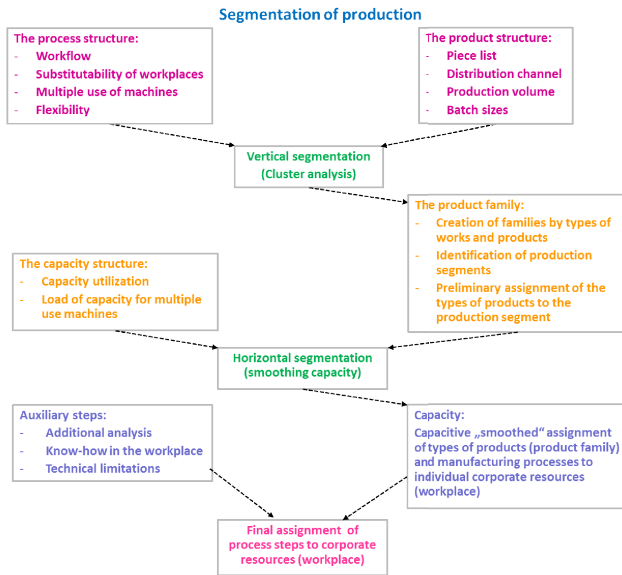 Segmentation of production
The process structure:
- Workflow
- Substitutability of workplaces
- Multiple use of machines
- Flexibility
The product structure:
- Piece list
- Distribution channel
- Production volume
- Batch sizes
Vertical segmentation
(Cluster analysis)
The product family:
- Creation of families by types of
works and products
- Identification of production
segments
- Preliminary assignment of the
types of products to the
production segment
The capacity structure:
- Capacity utilization
- Load of capacity for multiple
use machines
Horizontal segmentation
(smoothing capacity)
Auxiliary steps:
- Additional analysis
- Know-how in the workplace
- Technical limitations
Capacity:
Capacitive „smoothed“ assignment
of types of products (product family)
and manufacturing processes to
individual corporate resources
(workplace)
Final assignment of
process steps to corporate
resources (workplace)